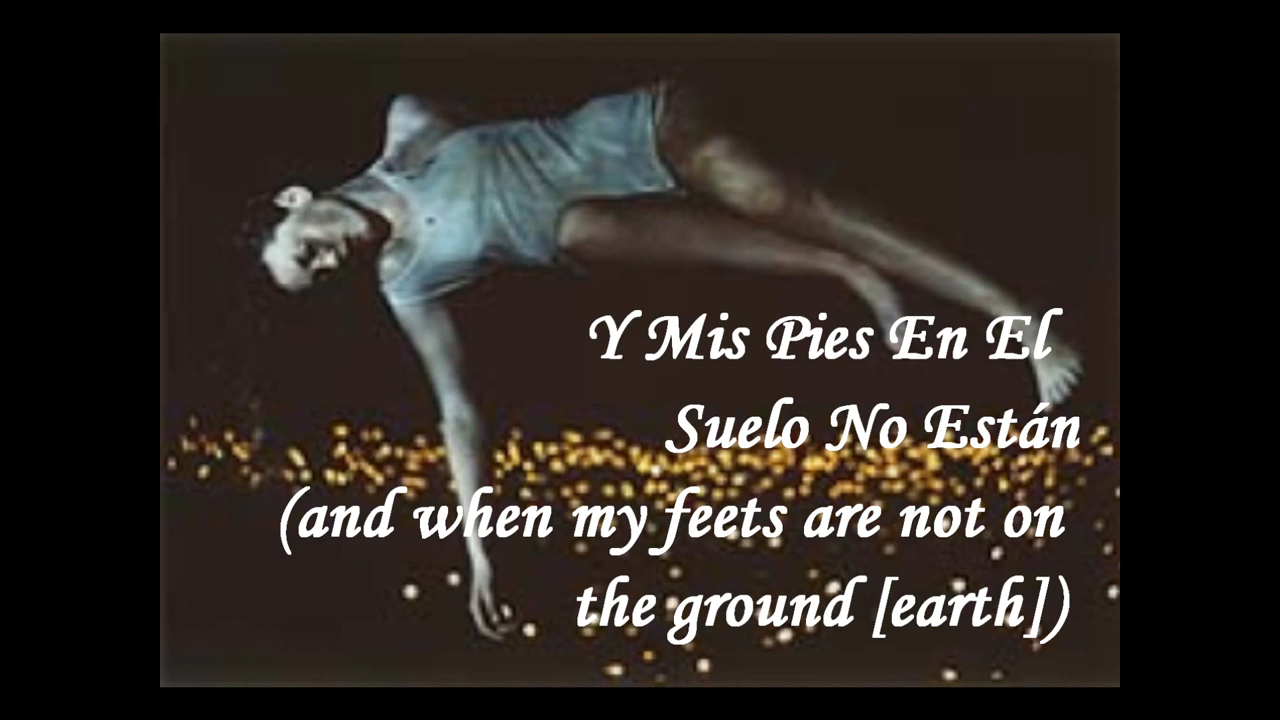 Y Mis Pies En El
Suelo No Están
(and when my feets are not on
the ground [earth])